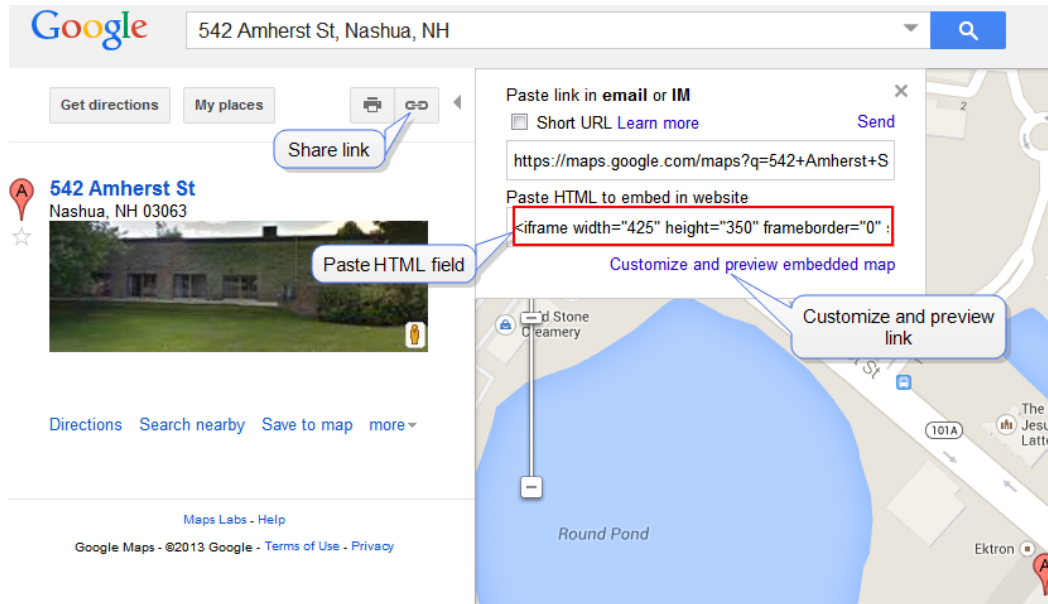 Google
542 Amherst St, Nashua, NH
Get directions
My places
Share link
A
542 Amherst St
Nashua, NH 03063
Directions Search nearby Save to map more
Maps Labs - Help
Google Maps - ©2013 Google - Terms of Use - Privacy
Paste link in email or IM
Short URL Learn more
Send
https://maps.google.com/maps?q=542+Amherst+S
Paste HTML to embed in website
<iframe width="425" height="350" frameborder="0"
Paste HTML field
Customize and preview embedded map
Customize and preview
link
2
d Stone
Creamery
St
101A
The
Jesu
Latt
Round Pond
Ektron
A